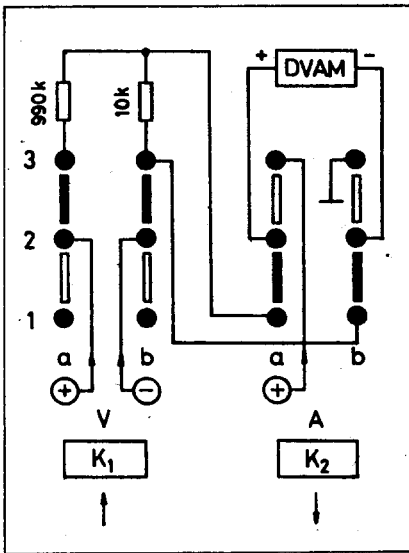 + DVAM -
990k 10k
3
2
1
a b a b
+ - +
V A
K₁ K₂